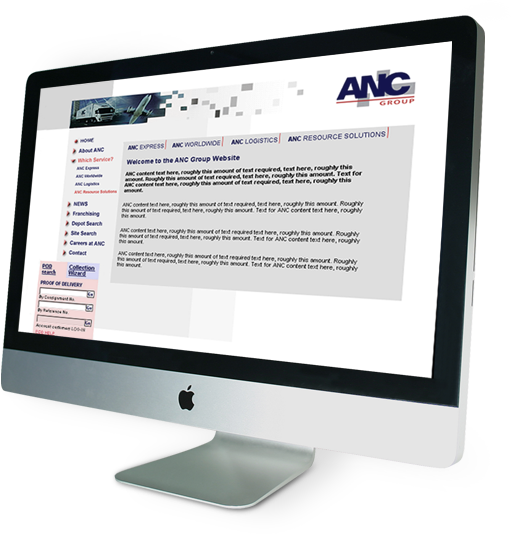 ANC
GROUP
HOME
About ANC
Which Service?
ANC Express
ANC Worldwide
ANC Logistics
ANC Resource Solutions
NEWS
Franchising
Depot Search
Site Search
Careers at ANC
Contact
POD search
Collection Wizard
PROOF OF DELIVERY
By Consignment No
Go
By Reference No
Go
Go
ANC EXPRESS
ANC WORLDWIDE
ANC LOGISTICS
ANC RESOURCE SOLUTIONS
Welcome to the ANC Group Website
ANC content text here, roughly this amount of text required, text here, roughly this
amount. Roughly this amount of text required, text here, roughly this amount. Text for
ANC content text here, roughly this amount of text required, text here, roughly this
amount.
ANC content text here, roughly this amount of text required, text here, roughly this amount. Roughly
this amount of text required, text here, roughly this amount. Text for ANC content text here, roughly
this amount.
ANC content text here, roughly this amount of text required, text here, roughly this amount. Roughly
this amount of text required, text here, roughly this amount. Text for ANC content text here, roughly
this amount.
ANC content text here, roughly this amount of text required, text here, roughly this amount. Roughly
this amount of text required, text here, roughly this amount. Text for ANC content text here, roughly
this amount.